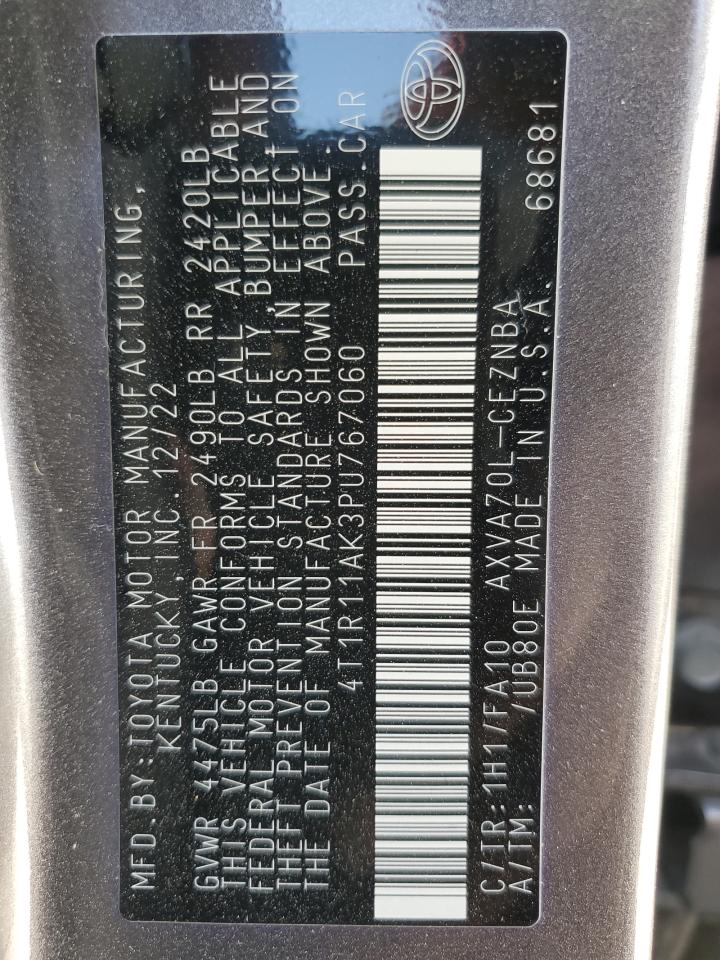 MFD.BY:TOYOTA MOTOR MANUFACTURING,
KENTUCKY, INC. 12/22
GVWR 4475LB GAWR FR 2490LB RR 2420LB
THIS VEHICLE CONFORMS TO ALL APPLICABLE
FEDERAL MOTOR VEHICLE SAFETY, BUMPER AND
THEFT PREVENTION STANDARDS IN EFFECT ON
THE DATE OF MANUFACTURE SHOWN ABOVE.
4T1R11AK3PU767060 PASS.CAR
C/TR:1H17FA10 AXVA70L-CEZNBA
A/TM: /UB80E MADE IN U.S.A. 68681